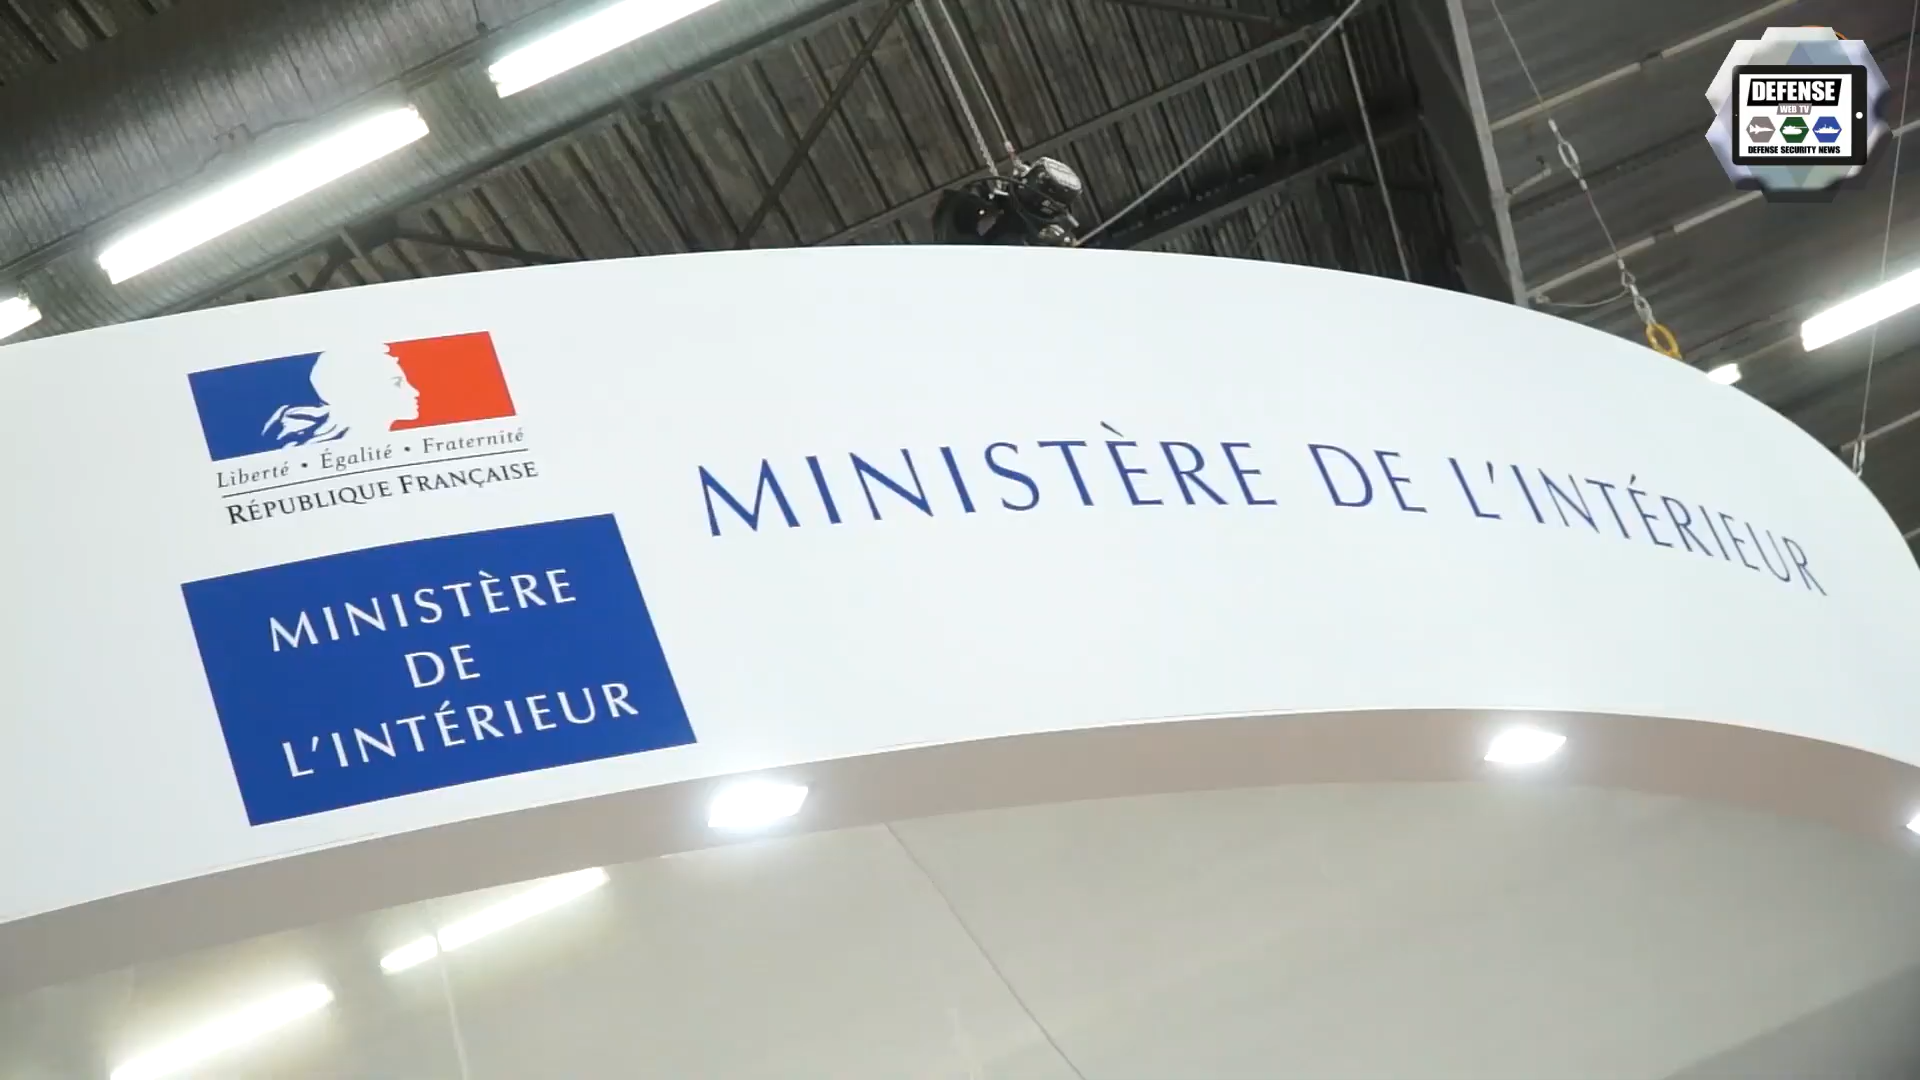 DEFENSE
WEB TV
DEFENSE SECURITY NEWS
Liberté • Égalité • Fraternité
RÉPUBLIQUE FRANÇAISE
MINISTÈRE
DE
L'INTÉRIEUR
MINISTÈRE DE L'INTÉRIEUR